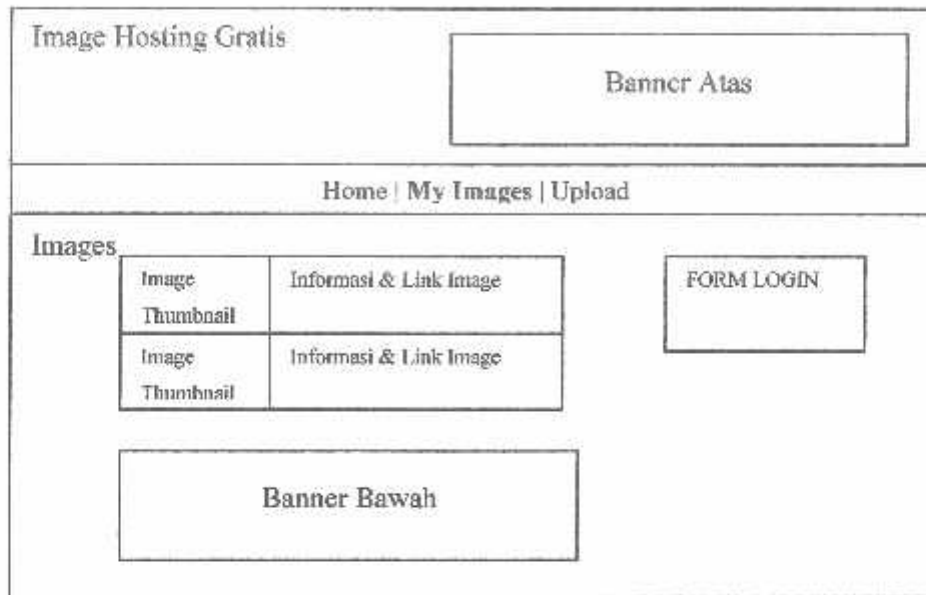 Image Hosting Gratis
Banner Atas
Home | My Images | Upload
Images
Image Thumbnail
Informasi & Link Image
FORM LOGIN
Image Thumbnail
Informasi & Link Image
Banner Bawah